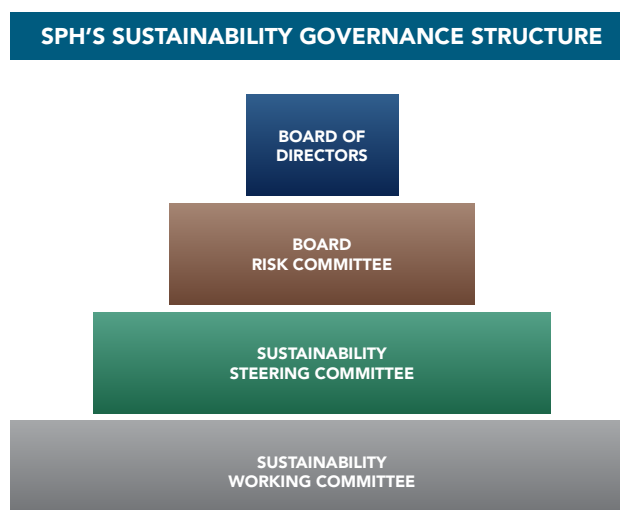 SPH'S SUSTAINABILITY GOVERNANCE STRUCTURE
BOARD OF
DIRECTORS
BOARD
RISK COMMITTEE
SUSTAINABILITY
STEERING COMMITTEE
SUSTAINABILITY
WORKING COMMITTEE